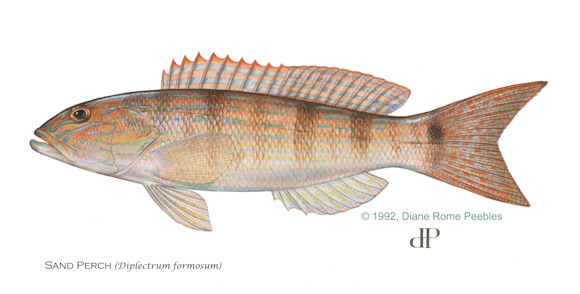 © 1992, Diane Rome Peebles
dP
SAND PERCH (Diplectrum formosum)